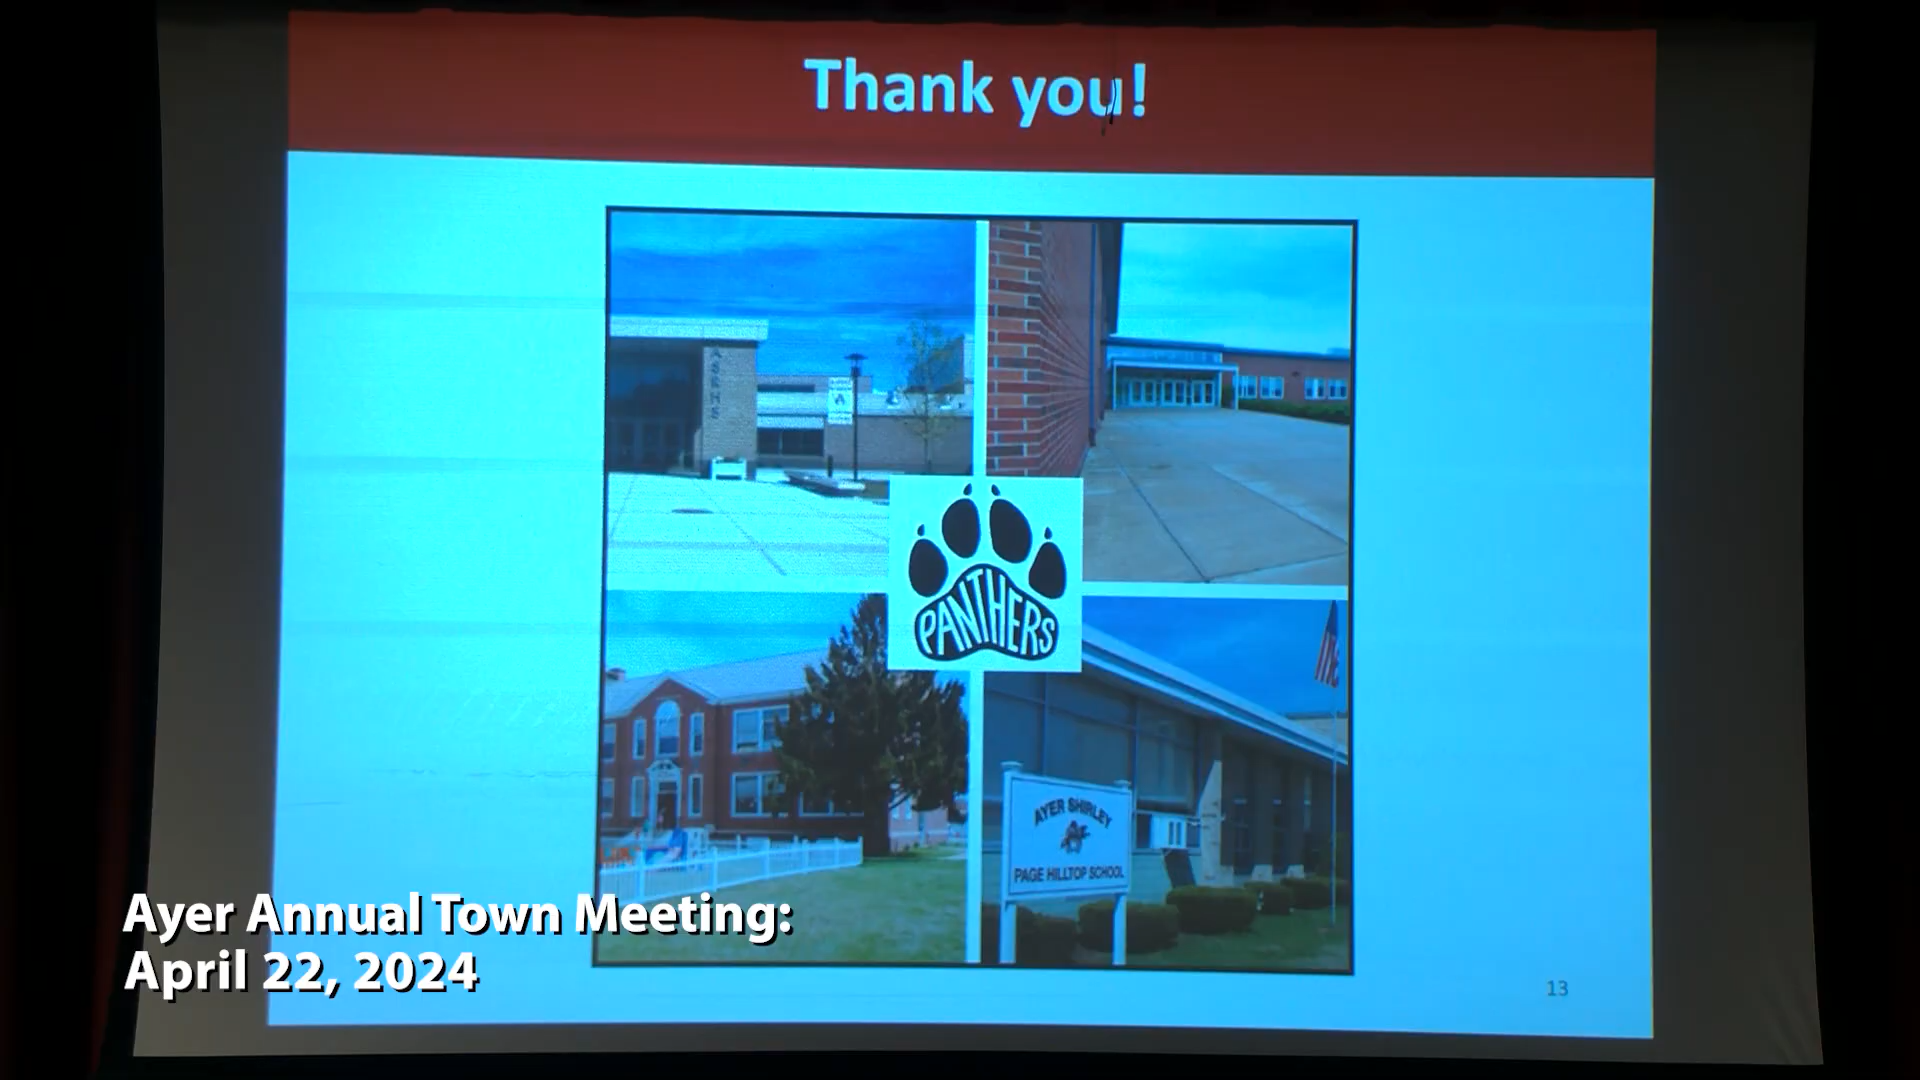 Thank you!
ASRHS
PANTHERS
AYER SHIRLEY
PAGE HILLTOP SCHOOL
Ayer Annual Town Meeting:
April 22, 2024
13